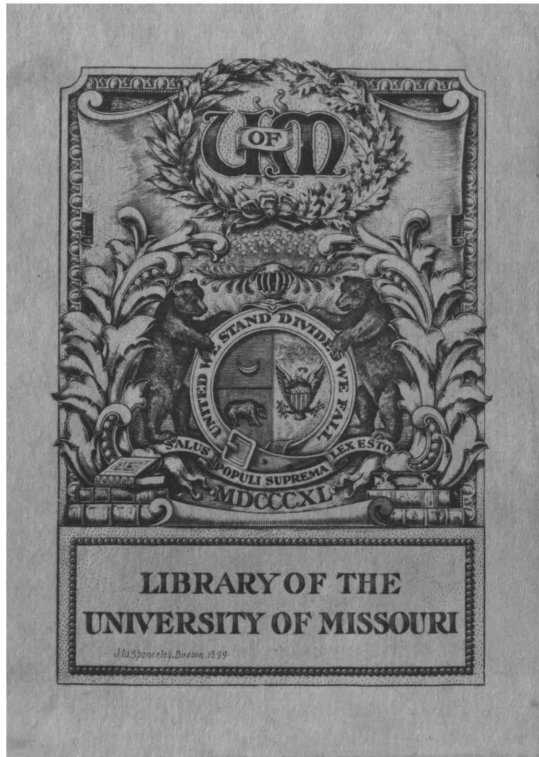 U OF M
UNITED WE STAND DIVIDED WE FALL
SALUS POPULI SUPREMA LEX ESTO
MDCCCXL
LIBRARY OF THE
UNIVERSITY OF MISSOURI
J.W.Spenceley.Boston.1899.